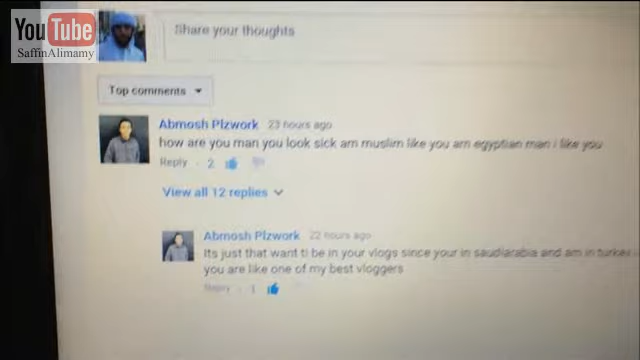 YouTube
SaffinAlimamy
Share your thoughts
Top comments
Abmosh Plzwork 23 hours ago
how are you man you look sick am muslim like you am egyptian man i like you
Reply · 2
View all 12 replies
Abmosh Plzwork 22 hours ago
Its just that want ti be in your vlogs since your in saudiarabia and am in turkey
you are like one of my best vloggers
Reply · 1